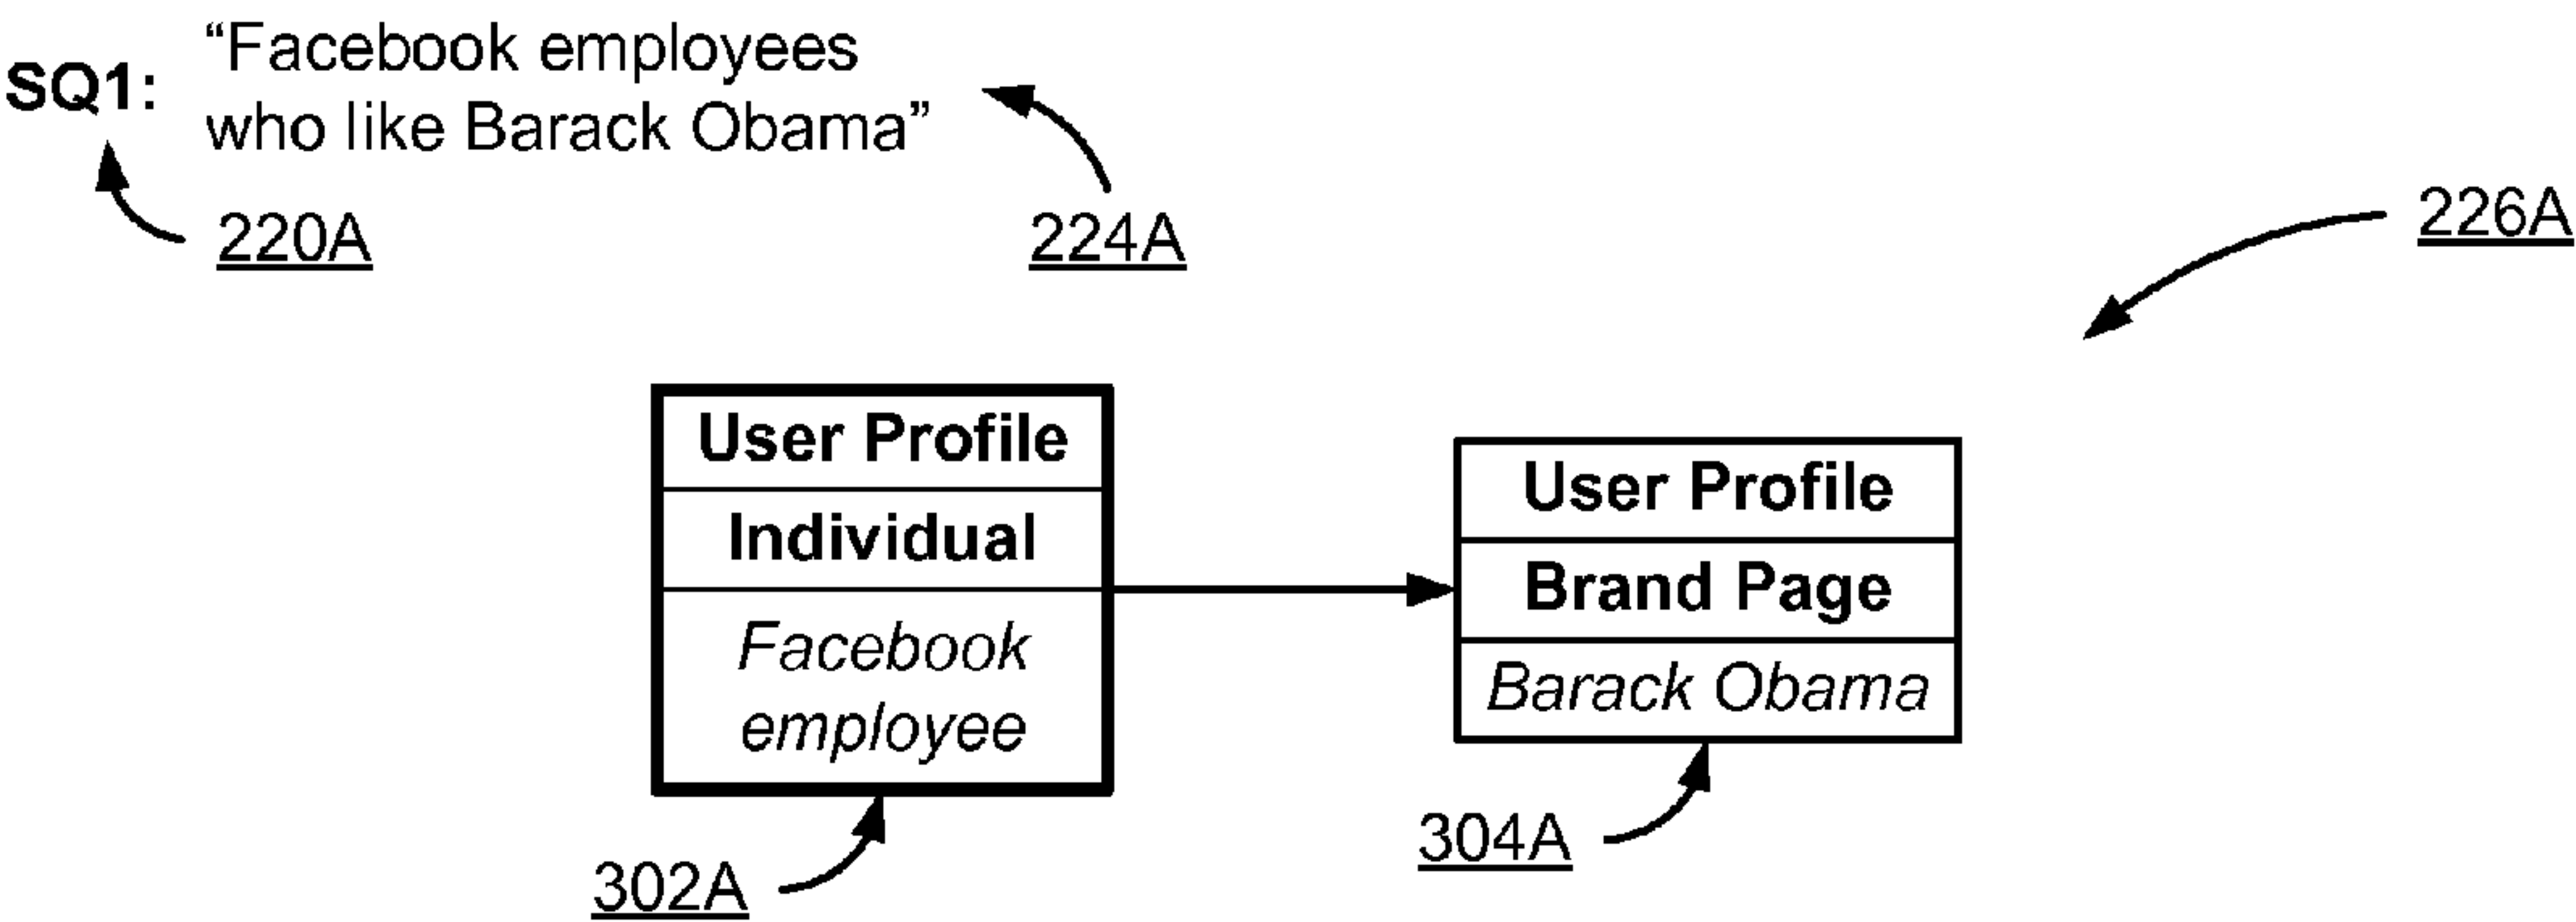 “Facebook employees
SQ1:
who like Barack Obama”
220A
224A
226A
User Profile
Individual
Facebook
employee
User Profile
Brand Page
Barack Obama
302A
304A